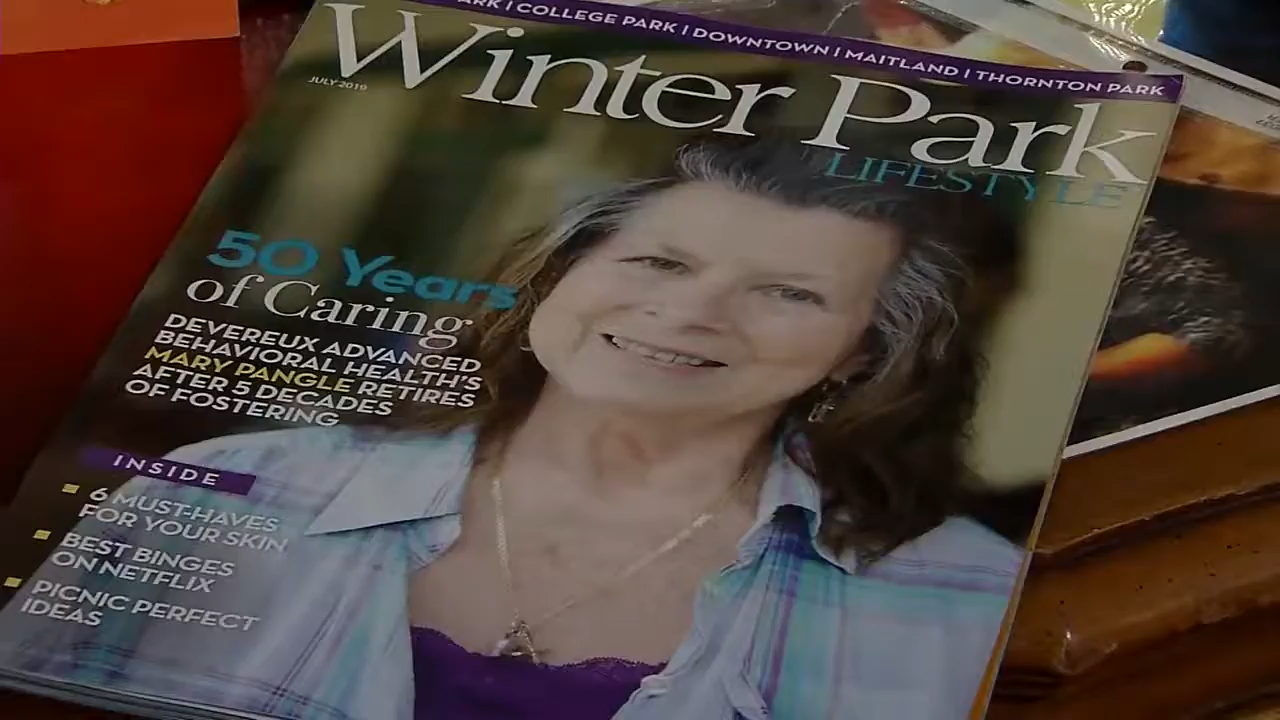 ARK | COLLEGE PARK | DOWNTOWN | MAITLAND | THORNTON PARK
Winter Park
JULY 2019
LIFESTYLE
50 Years
of Caring
DEVEREUX ADVANCED
BEHAVIORAL HEALTH'S
MARY PANGLE RETIRES
AFTER 5 DECADES
OF FOSTERING
INSIDE
6 MUST-HAVES
FOR YOUR SKIN
BEST BINGES
ON NETFLIX
PICNIC PERFECT
IDEAS